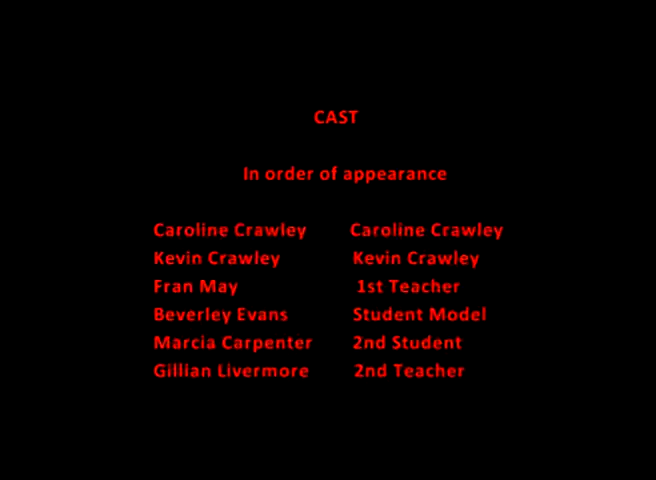 CAST
In order of appearance
Caroline Crawley Caroline Crawley
Kevin Crawley Kevin Crawley
Fran May 1st Teacher
Beverley Evans Student Model
Marcia Carpenter 2nd Student
Gillian Livermore 2nd Teacher